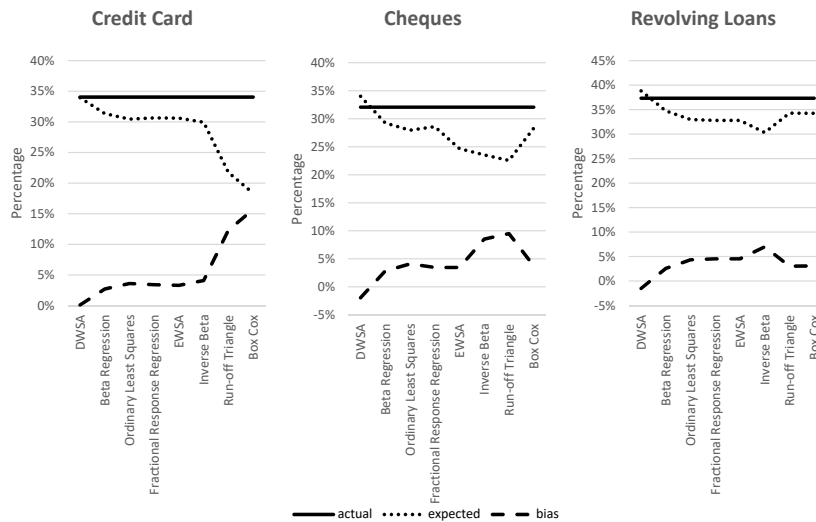 Credit Card
Percentage
40%
35%
30%
25%
20%
15%
10%
5%
0%
DWSA
Beta Regression
Ordinary Least Squares
Fractional Response Regression
EWSA
Inverse Beta
Run-off Triangle
Box Cox
Cheques
Percentage
40%
35%
30%
25%
20%
15%
10%
5%
0%
-5%
DWSA
Beta Regression
Ordinary Least Squares
Fractional Response Regression
EWSA
Inverse Beta
Run-off Triangle
Box Cox
Revolving Loans
Percentage
45%
40%
35%
30%
25%
20%
15%
10%
5%
0%
-5%
DWSA
Beta Regression
Ordinary Least Squares
Fractional Response Regression
EWSA
Inverse Beta
Run-off Triangle
Box Cox
actual expected bias